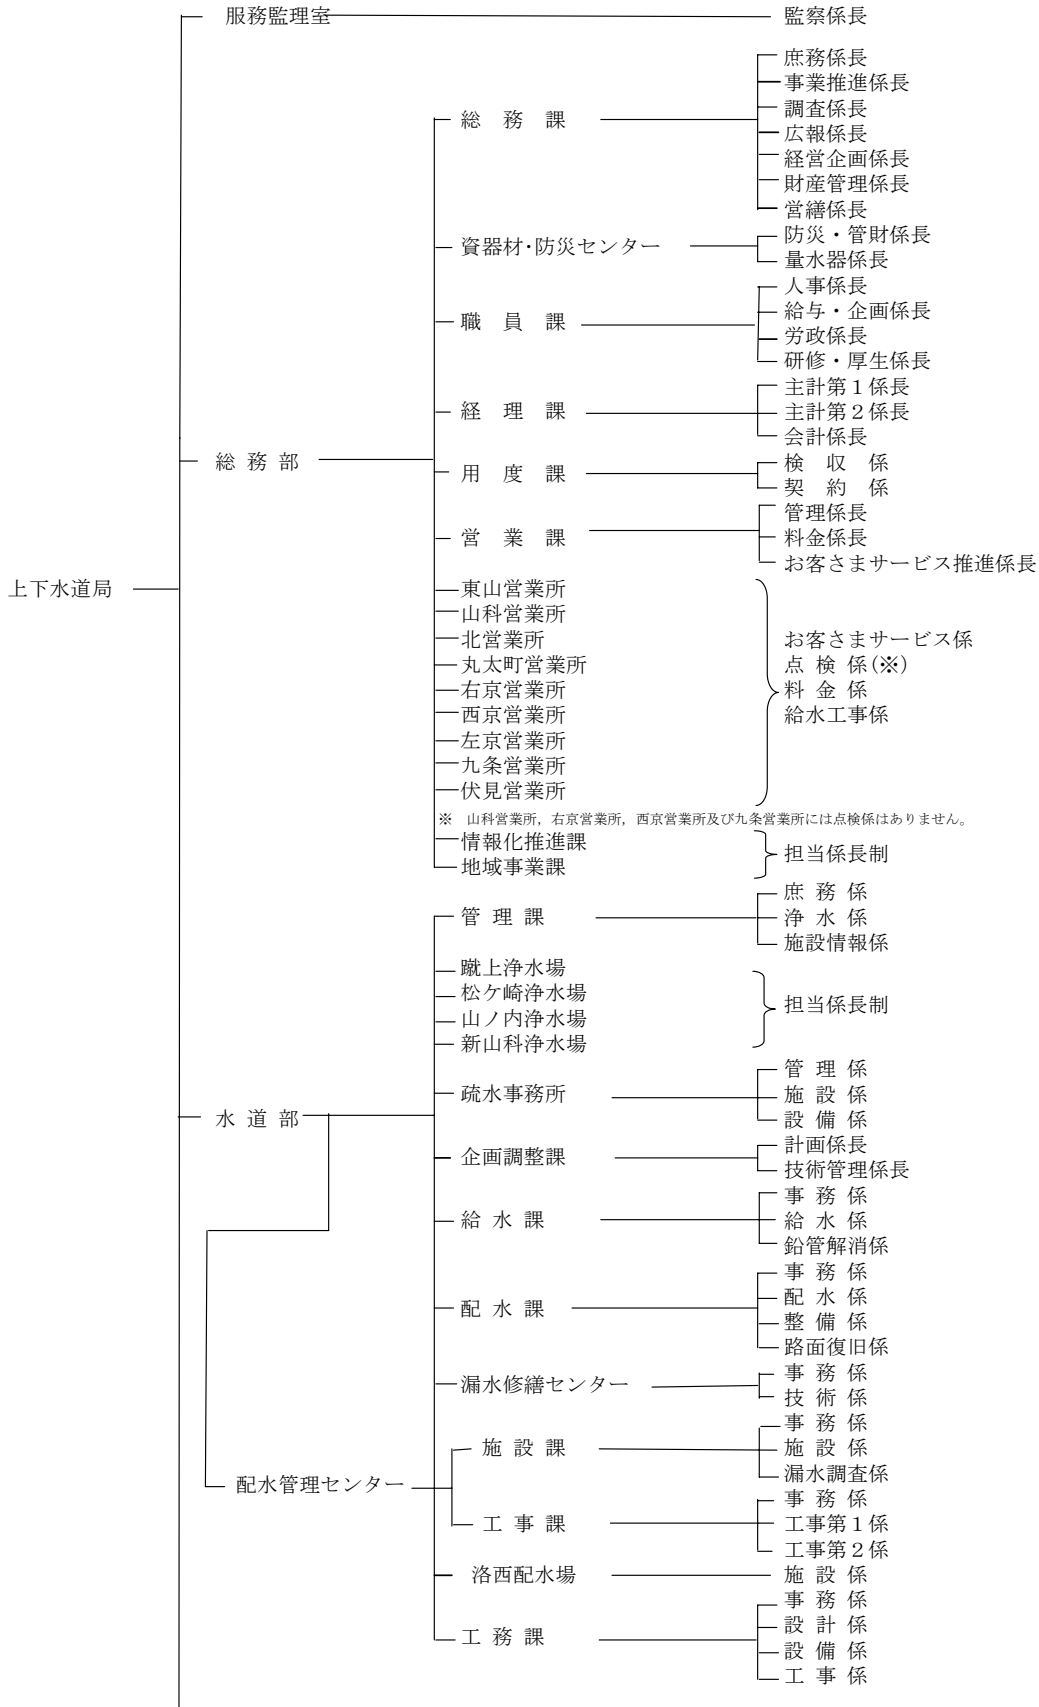 服務監理室 監察係長
庶務係長
事業推進係長
総　務　課 調査係長
広報係長
経営企画係長
財産管理係長
営繕係長
資器材･防災センター 防災・管財係長
量水器係長
人事係長
職　員　課 給与・企画係長
労政係長
研修・厚生係長
主計第１係長
経　理　課 主計第２係長
会計係長
総 務 部
用　度　課 検　収　係
契　約　係
管理係長
営　業　課 料金係長
お客さまサービス推進係長
上下水道局
東山営業所
山科営業所
北営業所 お客さまサービス係
丸太町営業所 点 検 係(※)
右京営業所 料 金 係
西京営業所 給水工事係
左京営業所
九条営業所
伏見営業所
※　山科営業所，右京営業所，西京営業所及び九条営業所には点検係はありません。
情報化推進課 担当係長制
地域事業課
庶 務 係
管 理 課 浄 水 係
施設情報係
蹴上浄水場
松ケ崎浄水場 担当係長制
山ノ内浄水場
新山科浄水場
管 理 係
疏水事務所 施 設 係
水 道 部 設 備 係
企画調整課 計画係長
技術管理係長
事 務 係
給 水 課 給 水 係
鉛管解消係
事 務 係
配 水 課 配 水 係
整 備 係
路面復旧係
漏水修繕センター 事 務 係
技 術 係
事 務 係
施 設 課 施 設 係
漏水調査係
配水管理センター
事 務 係
工 事 課 工事第１係
工事第２係
洛西配水場 施 設 係
事 務 係
工 務 課 設 計 係
設 備 係
工 事 係